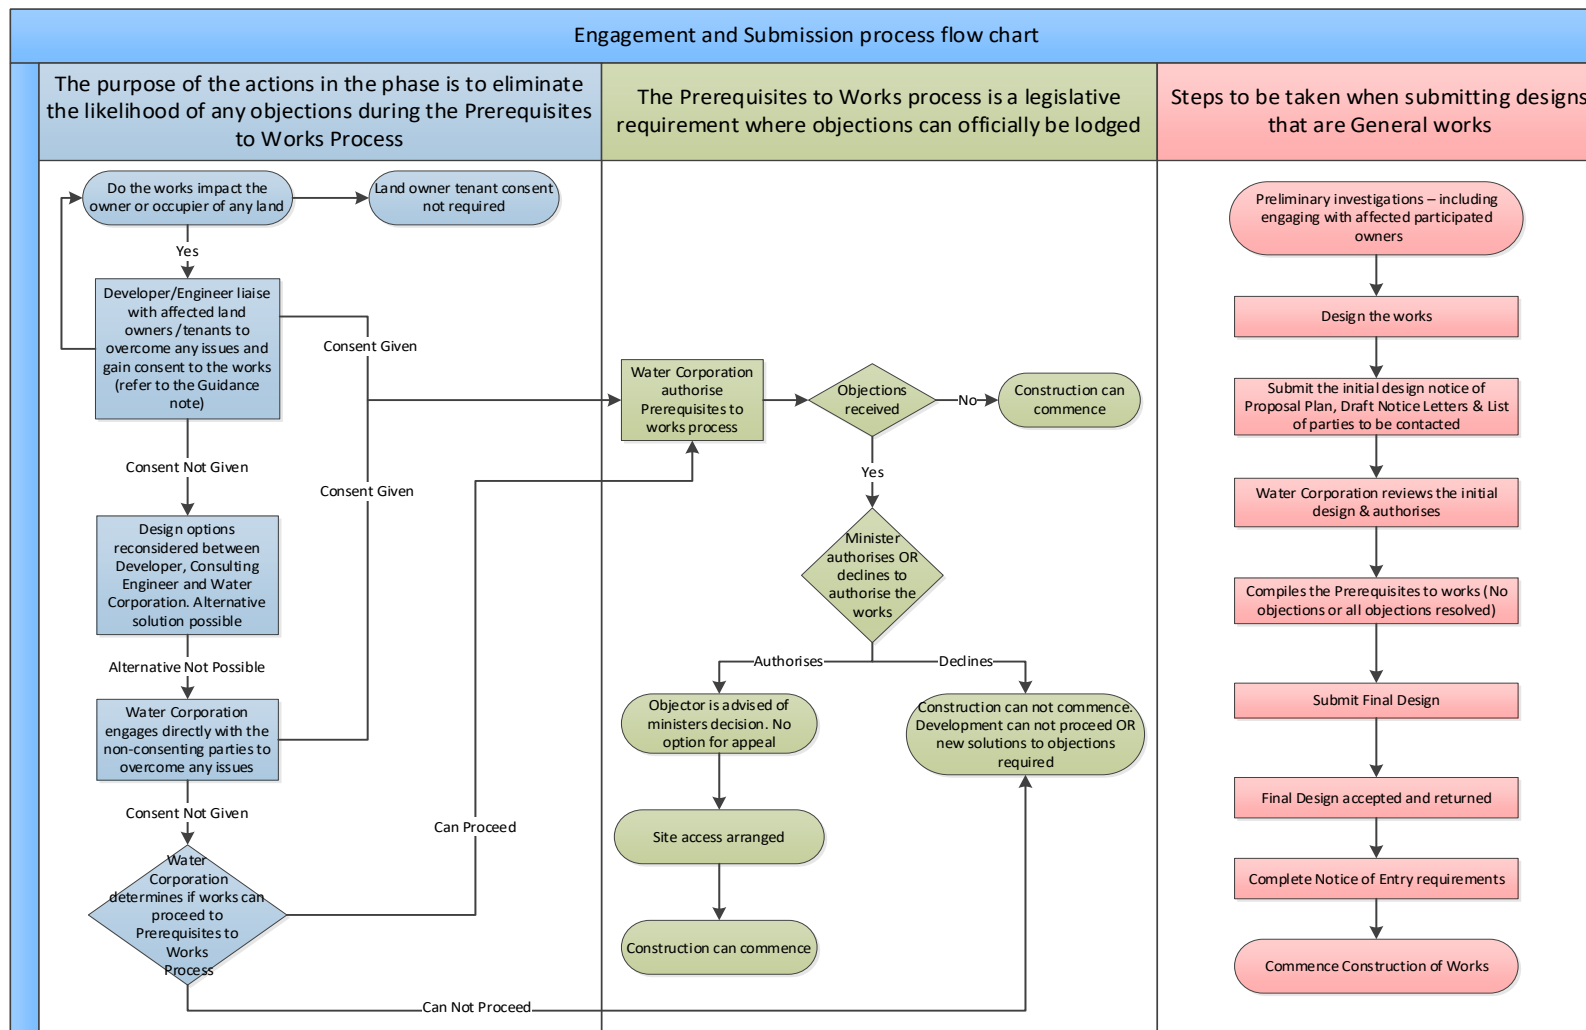 Engagement and Submission process flow chart
The purpose of the actions in the phase is to eliminate
the likelihood of any objections during the Prerequisites
to Works Process
Do the works impact the
owner or occupier of any land
Land owner tenant consent
not required
Yes
Developer/Engineer liaise
with affected land
owners /tenants to
overcome any issues and
gain consent to the works
(refer to the Guidance
note)
Consent Given
Consent Not Given
Consent Given
Design options
reconsidered between
Developer, Consulting
Engineer and Water
Corporation. Alternative
solution possible
Alternative Not Possible
Water Corporation
engages directly with the
non-consenting parties to
overcome any issues
Consent Not Given
Can Proceed
Water
Corporation
determines if works can
proceed to
Prerequisites to
Works
Process
Can Not Proceed
The Prerequisites to Works process is a legislative
requirement where objections can officially be lodged
Water Corporation
authorise
Prerequisites to
works process
Objections
received
No
Construction can
commence
Yes
Minister
authorises OR
declines to
authorise the
works
Authorises
Declines
Objector is advised of
ministers decision. No
option for appeal
Construction can not commence.
Development can not proceed OR
new solutions to objections
required
Site access arranged
Construction can commence
Steps to be taken when submitting designs
that are General works
Preliminary investigations – including
engaging with affected participated
owners
Design the works
Submit the initial design notice of
Proposal Plan, Draft Notice Letters & List
of parties to be contacted
Water Corporation reviews the initial
design & authorises
Compiles the Prerequisites to works (No
objections or all objections resolved)
Submit Final Design
Final Design accepted and returned
Complete Notice of Entry requirements
Commence Construction of Works